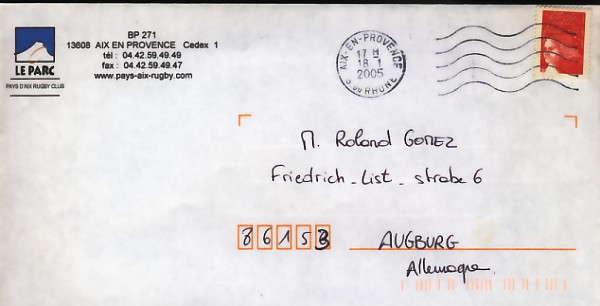 BP 271
13608 AIX EN PROVENCE Cedex 1
tél : 04.42.59.49.49
fax : 04.42.59.49.47
www.pays-aix-rugby.com
LE PARC
PAYS D'AIX RUGBY CLUB
AIX-EN-PROVENCE
17 H
18 1
2005
B. DU RHONE
M. Roland GOMEZ
Friedrich-List-strabe 6
86153 AUGBURG
Allemagne